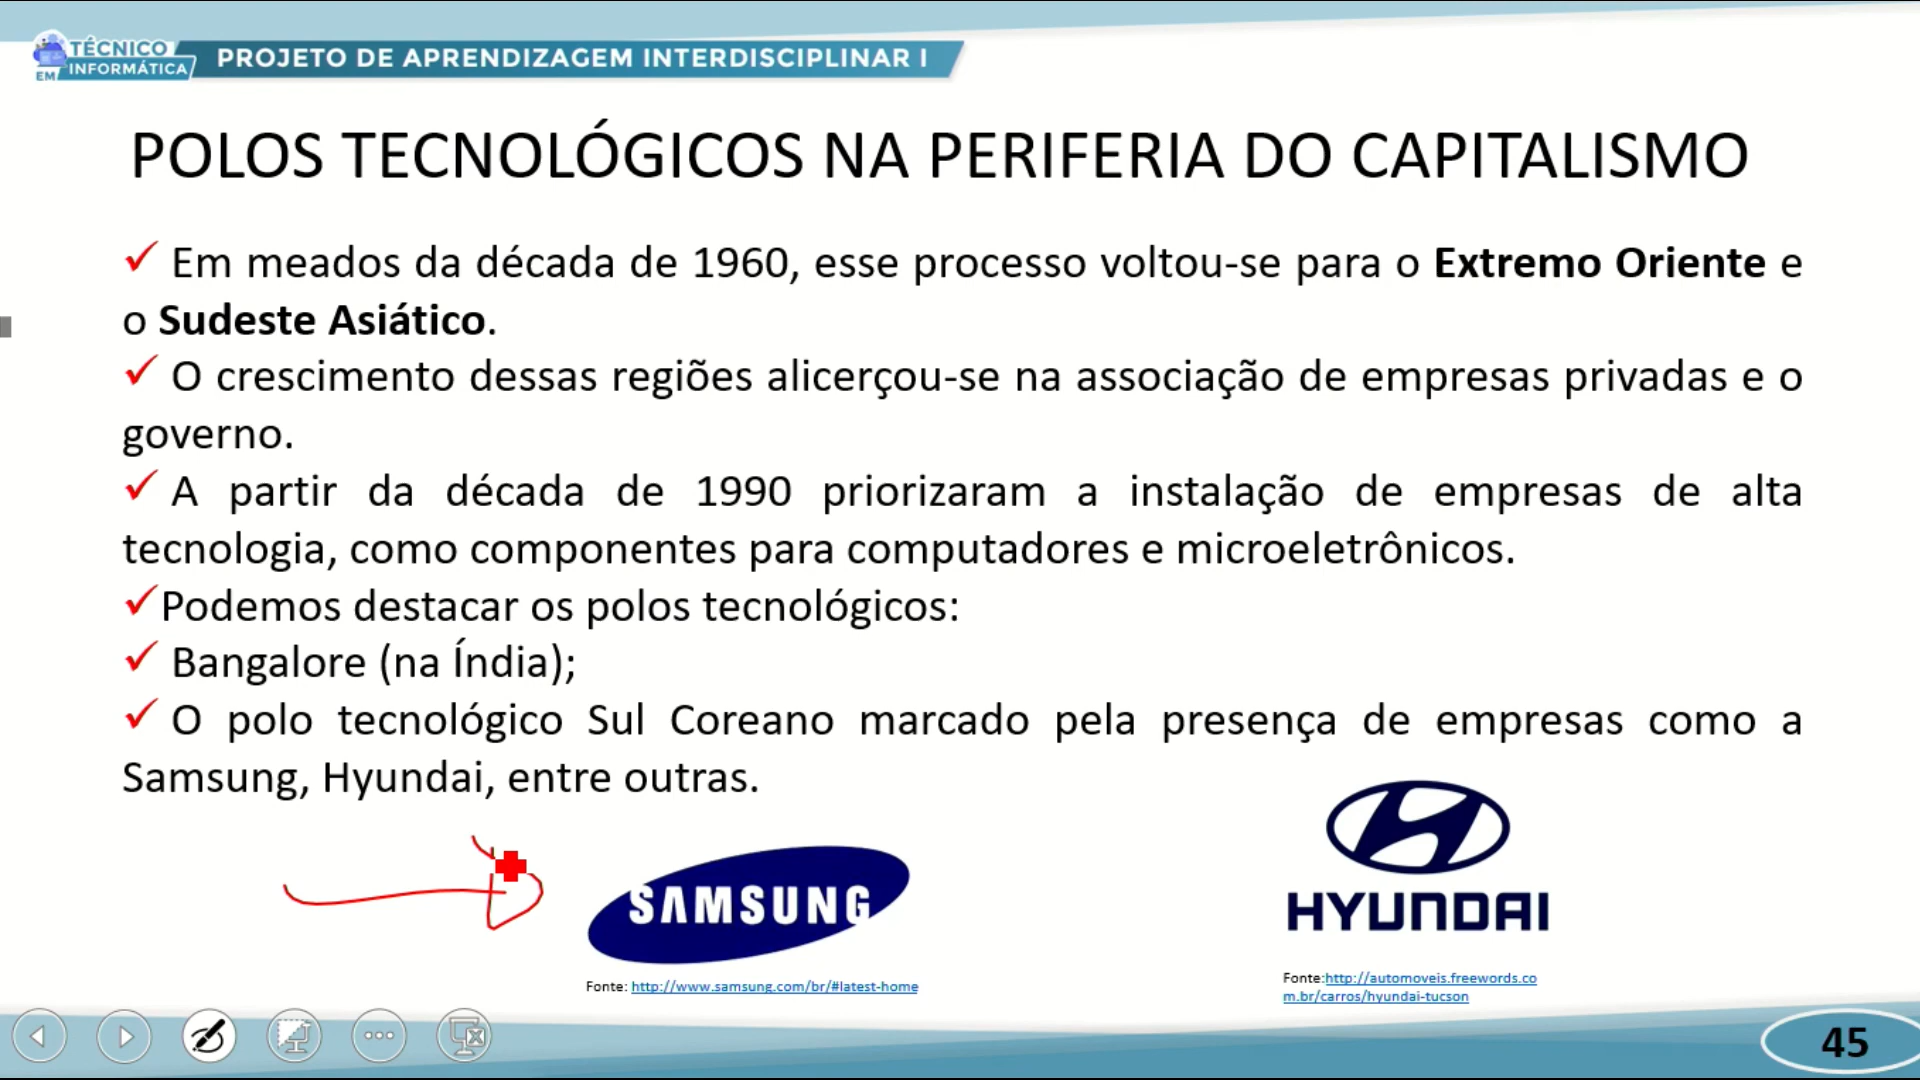 TÉCNICO
EM INFORMÁTICA
PROJETO DE APRENDIZAGEM INTERDISCIPLINAR I
POLOS TECNOLÓGICOS NA PERIFERIA DO CAPITALISMO
✓ Em meados da década de 1960, esse processo voltou-se para o Extremo Oriente e
o Sudeste Asiático.
✓ O crescimento dessas regiões alicerçou-se na associação de empresas privadas e o
governo.
✓ A partir da década de 1990 priorizaram a instalação de empresas de alta
tecnologia, como componentes para computadores e microeletrônicos.
✓Podemos destacar os polos tecnológicos:
✓ Bangalore (na Índia);
✓ O polo tecnológico Sul Coreano marcado pela presença de empresas como a
Samsung, Hyundai, entre outras.
SAMSUNG
HYUNDAI
Fonte: http://www.samsung.com/br/#latest-home
Fonte:http://automoveis.freewords.co
m.br/carros/hyundai-tucson
45